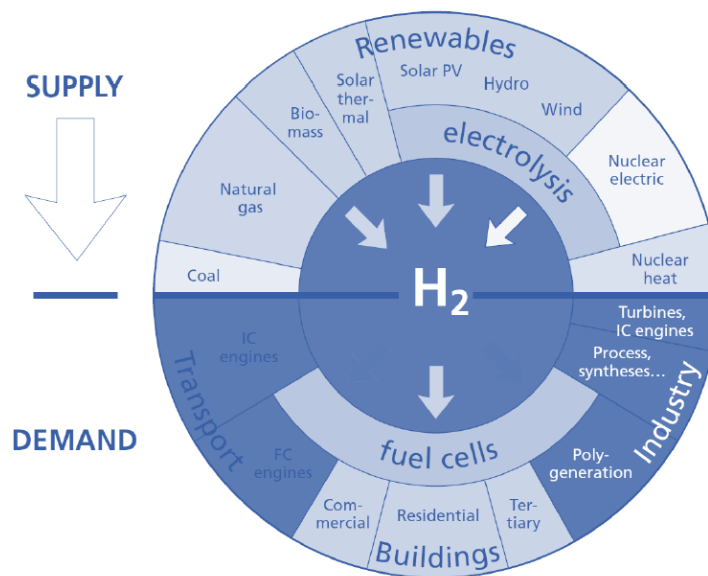 Renewables
SUPPLY
Solar PV
Hydro
Wind
Solar
ther-
mal
Bio-
mass
electrolysis
Nuclear
electric
Natural
gas
Coal
Nuclear
heat
H₂
Turbines,
IC engines
IC
engines
Process,
syntheses...
Transport
Industry
DEMAND
fuel cells
FC
engines
Poly-
generation
Com-
mercial
Residential
Ter-
tiary
Buildings